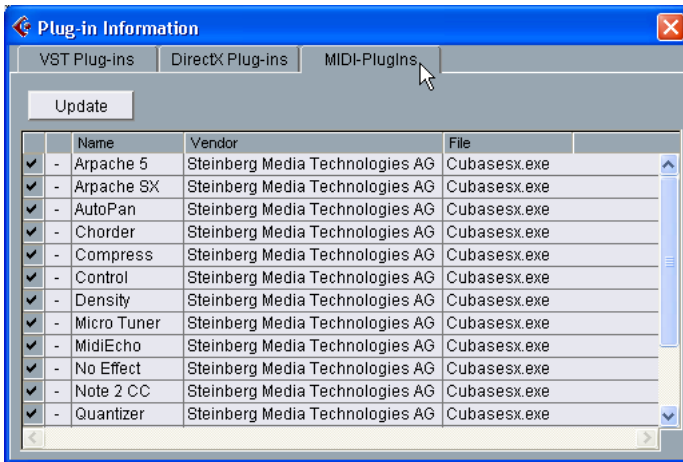 Plug-in Information
VST Plug-ins DirectX Plug-ins MIDI-PlugIns
Update
Name Vendor File
- Arpache 5 Steinberg Media Technologies AG Cubasesx.exe
- Arpache SX Steinberg Media Technologies AG Cubasesx.exe
- AutoPan Steinberg Media Technologies AG Cubasesx.exe
- Chorder Steinberg Media Technologies AG Cubasesx.exe
- Compress Steinberg Media Technologies AG Cubasesx.exe
- Control Steinberg Media Technologies AG Cubasesx.exe
- Density Steinberg Media Technologies AG Cubasesx.exe
- Micro Tuner Steinberg Media Technologies AG Cubasesx.exe
- MidiEcho Steinberg Media Technologies AG Cubasesx.exe
- No Effect Steinberg Media Technologies AG Cubasesx.exe
- Note 2 CC Steinberg Media Technologies AG Cubasesx.exe
- Quantizer Steinberg Media Technologies AG Cubasesx.exe